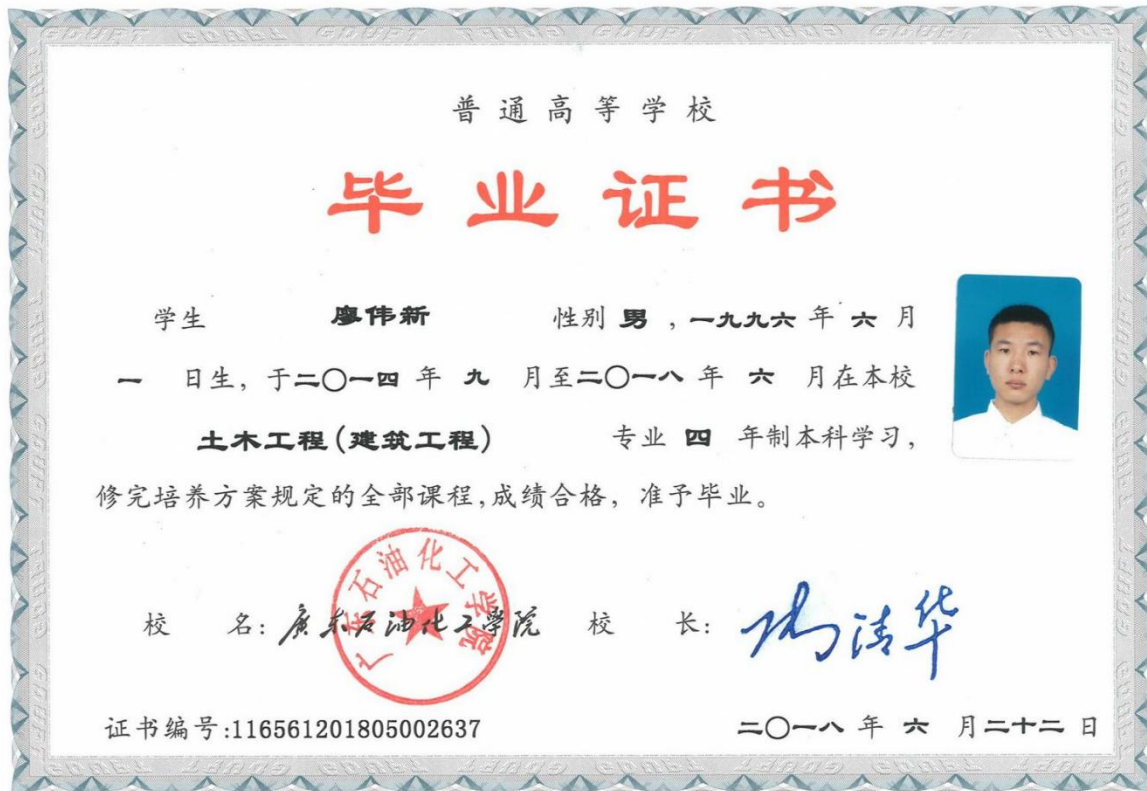 普通高等学校
毕业证书
学生 廖伟新 性别 男 ,一九九六 年 六 月
一 日生, 于二〇一四 年 九 月至二〇一八 年 六 月在本校
土木工程(建筑工程) 专业 四 年制本科学习,
修完培养方案规定的全部课程,成绩合格, 准予毕业。
校 名: 廣东石油化工學院 校 长:
广东石油化工学院
证书编号:116561201805002637 二〇一八 年 六 月二十二 日
GDUPT GDUPT GDUPT GDUPT